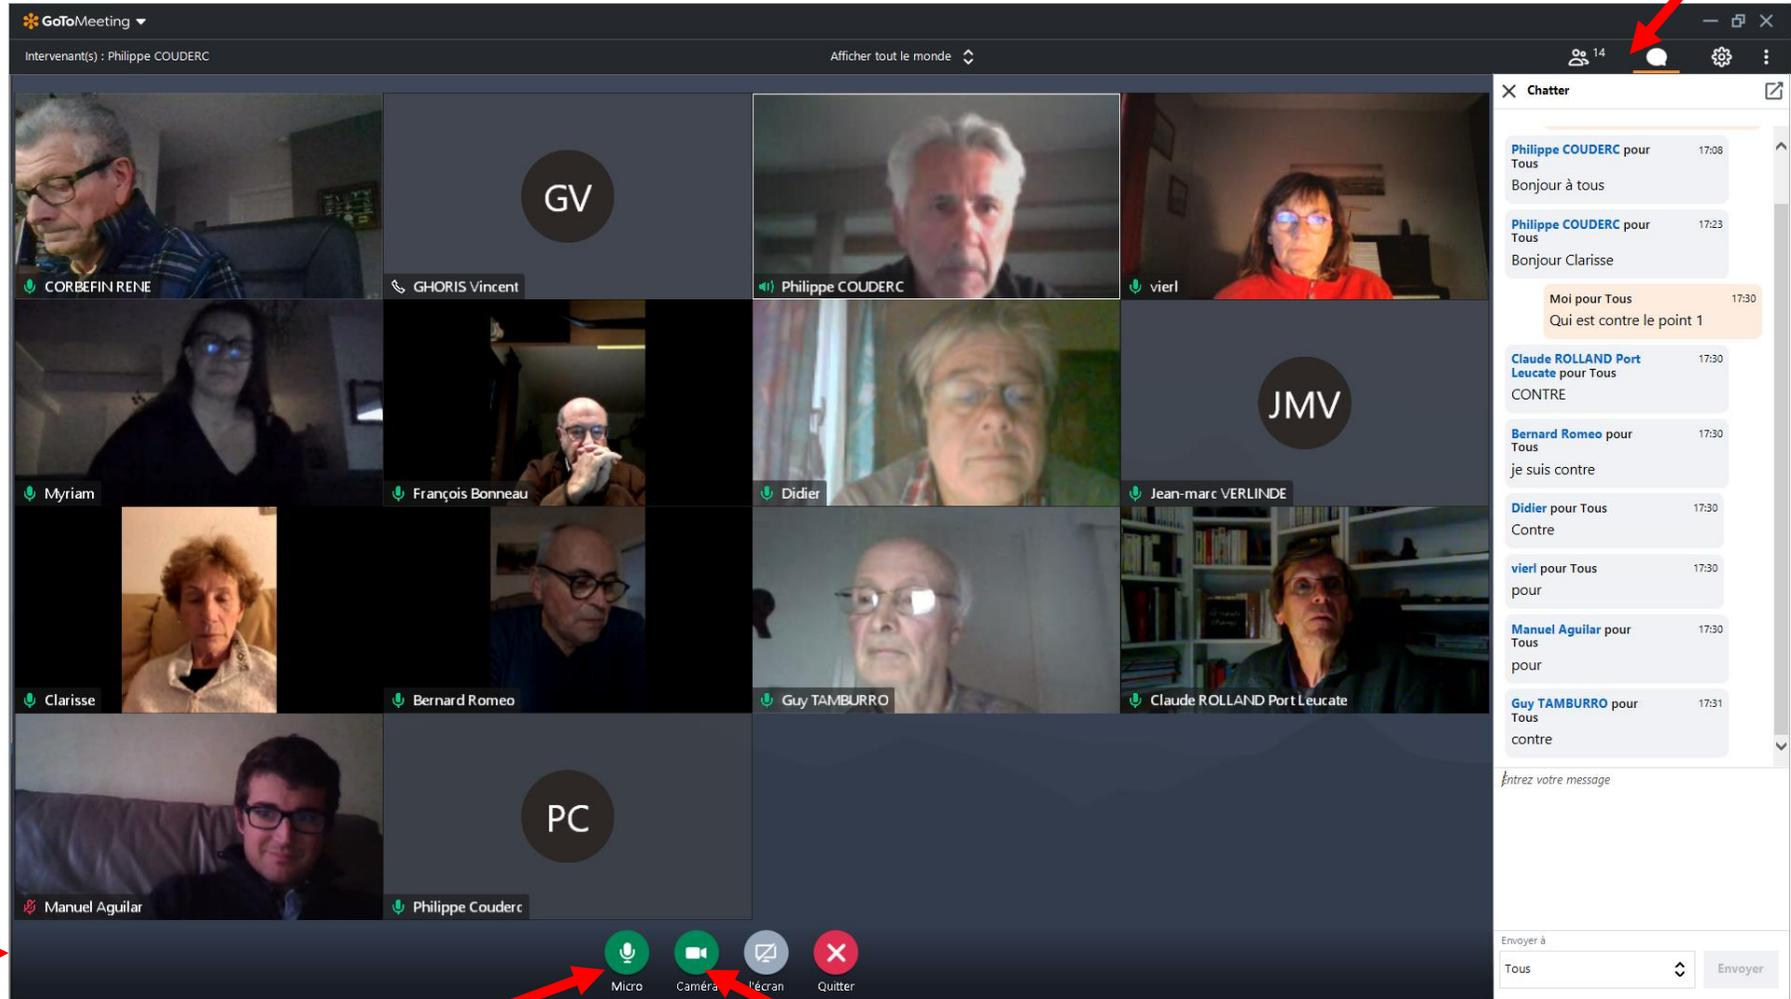 GoToMeeting
Intervenant(s) : Philippe COUDERC
Afficher tout le monde
14
CORBEFIN RENE
GV
GHORIS Vincent
Philippe COUDERC
vierl
Myriam
François Bonneau
Didier
JMV
Jean-marc VERLINDE
Clarisse
Bernard Romeo
Guy TAMBURRO
Claude ROLLAND Port Leucate
Manuel Aguilar
PC
Philippe Couderc
Micro
Caméra
l'écran
Quitter
Chatter
Philippe COUDERC pour 17:08
Tous
Bonjour à tous
Philippe COUDERC pour 17:23
Tous
Bonjour Clarisse
Moi pour Tous 17:30
Qui est contre le point 1
Claude ROLLAND Port 17:30
Leucate pour Tous
CONTRE
Bernard Romeo pour 17:30
Tous
je suis contre
Didier pour Tous 17:30
Contre
vierl pour Tous 17:30
pour
Manuel Aguilar pour 17:30
Tous
pour
Guy TAMBURRO pour 17:31
Tous
contre
Entrez votre message
Envoyer à
Tous
Envoyer